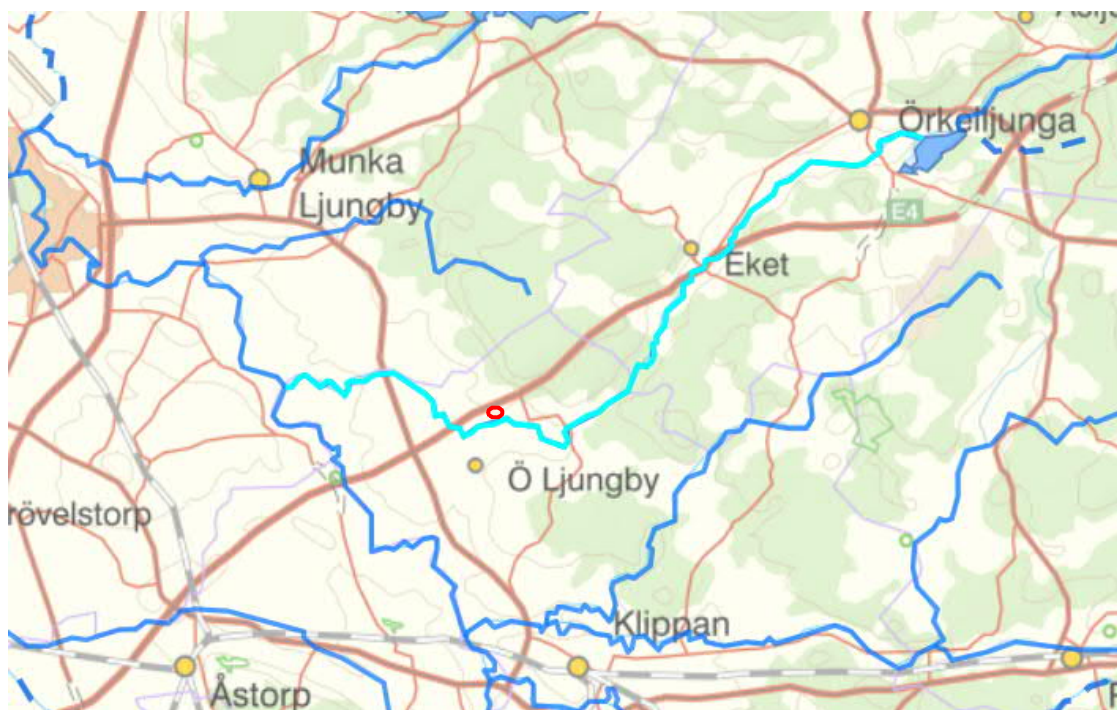 Örkelljunga
Munka
Ljungby
E4
Eket
Ö Ljungby
rövelstorp
Klippan
Åstorp